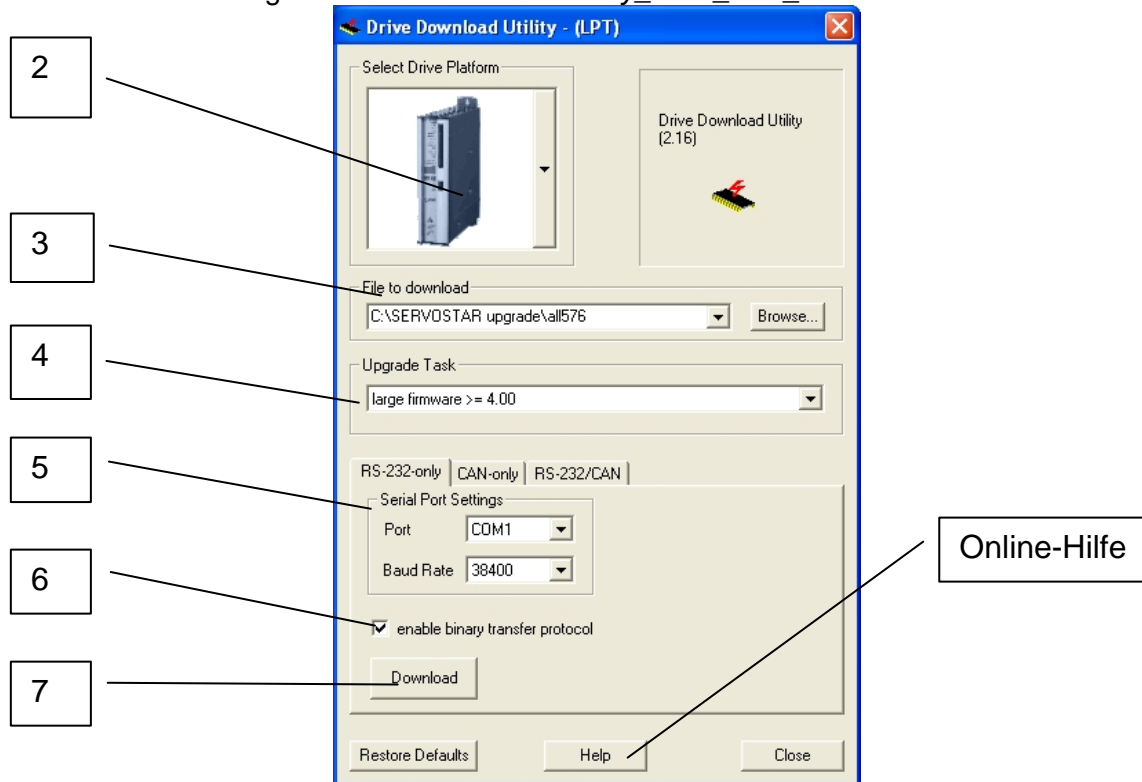 Drive Download Utility - (LPT)
2
Select Drive Platform
Drive Download Utility
(2.16)
3
File to download
C:\SERVOSTAR upgrade\all576
Browse...
4
Upgrade Task
large firmware >= 4.00
5
RS-232-only CAN-only RS-232/CAN
Serial Port Settings
Port COM1
Baud Rate 38400
Online-Hilfe
6
enable binary transfer protocol
7
Download
Restore Defaults Help Close